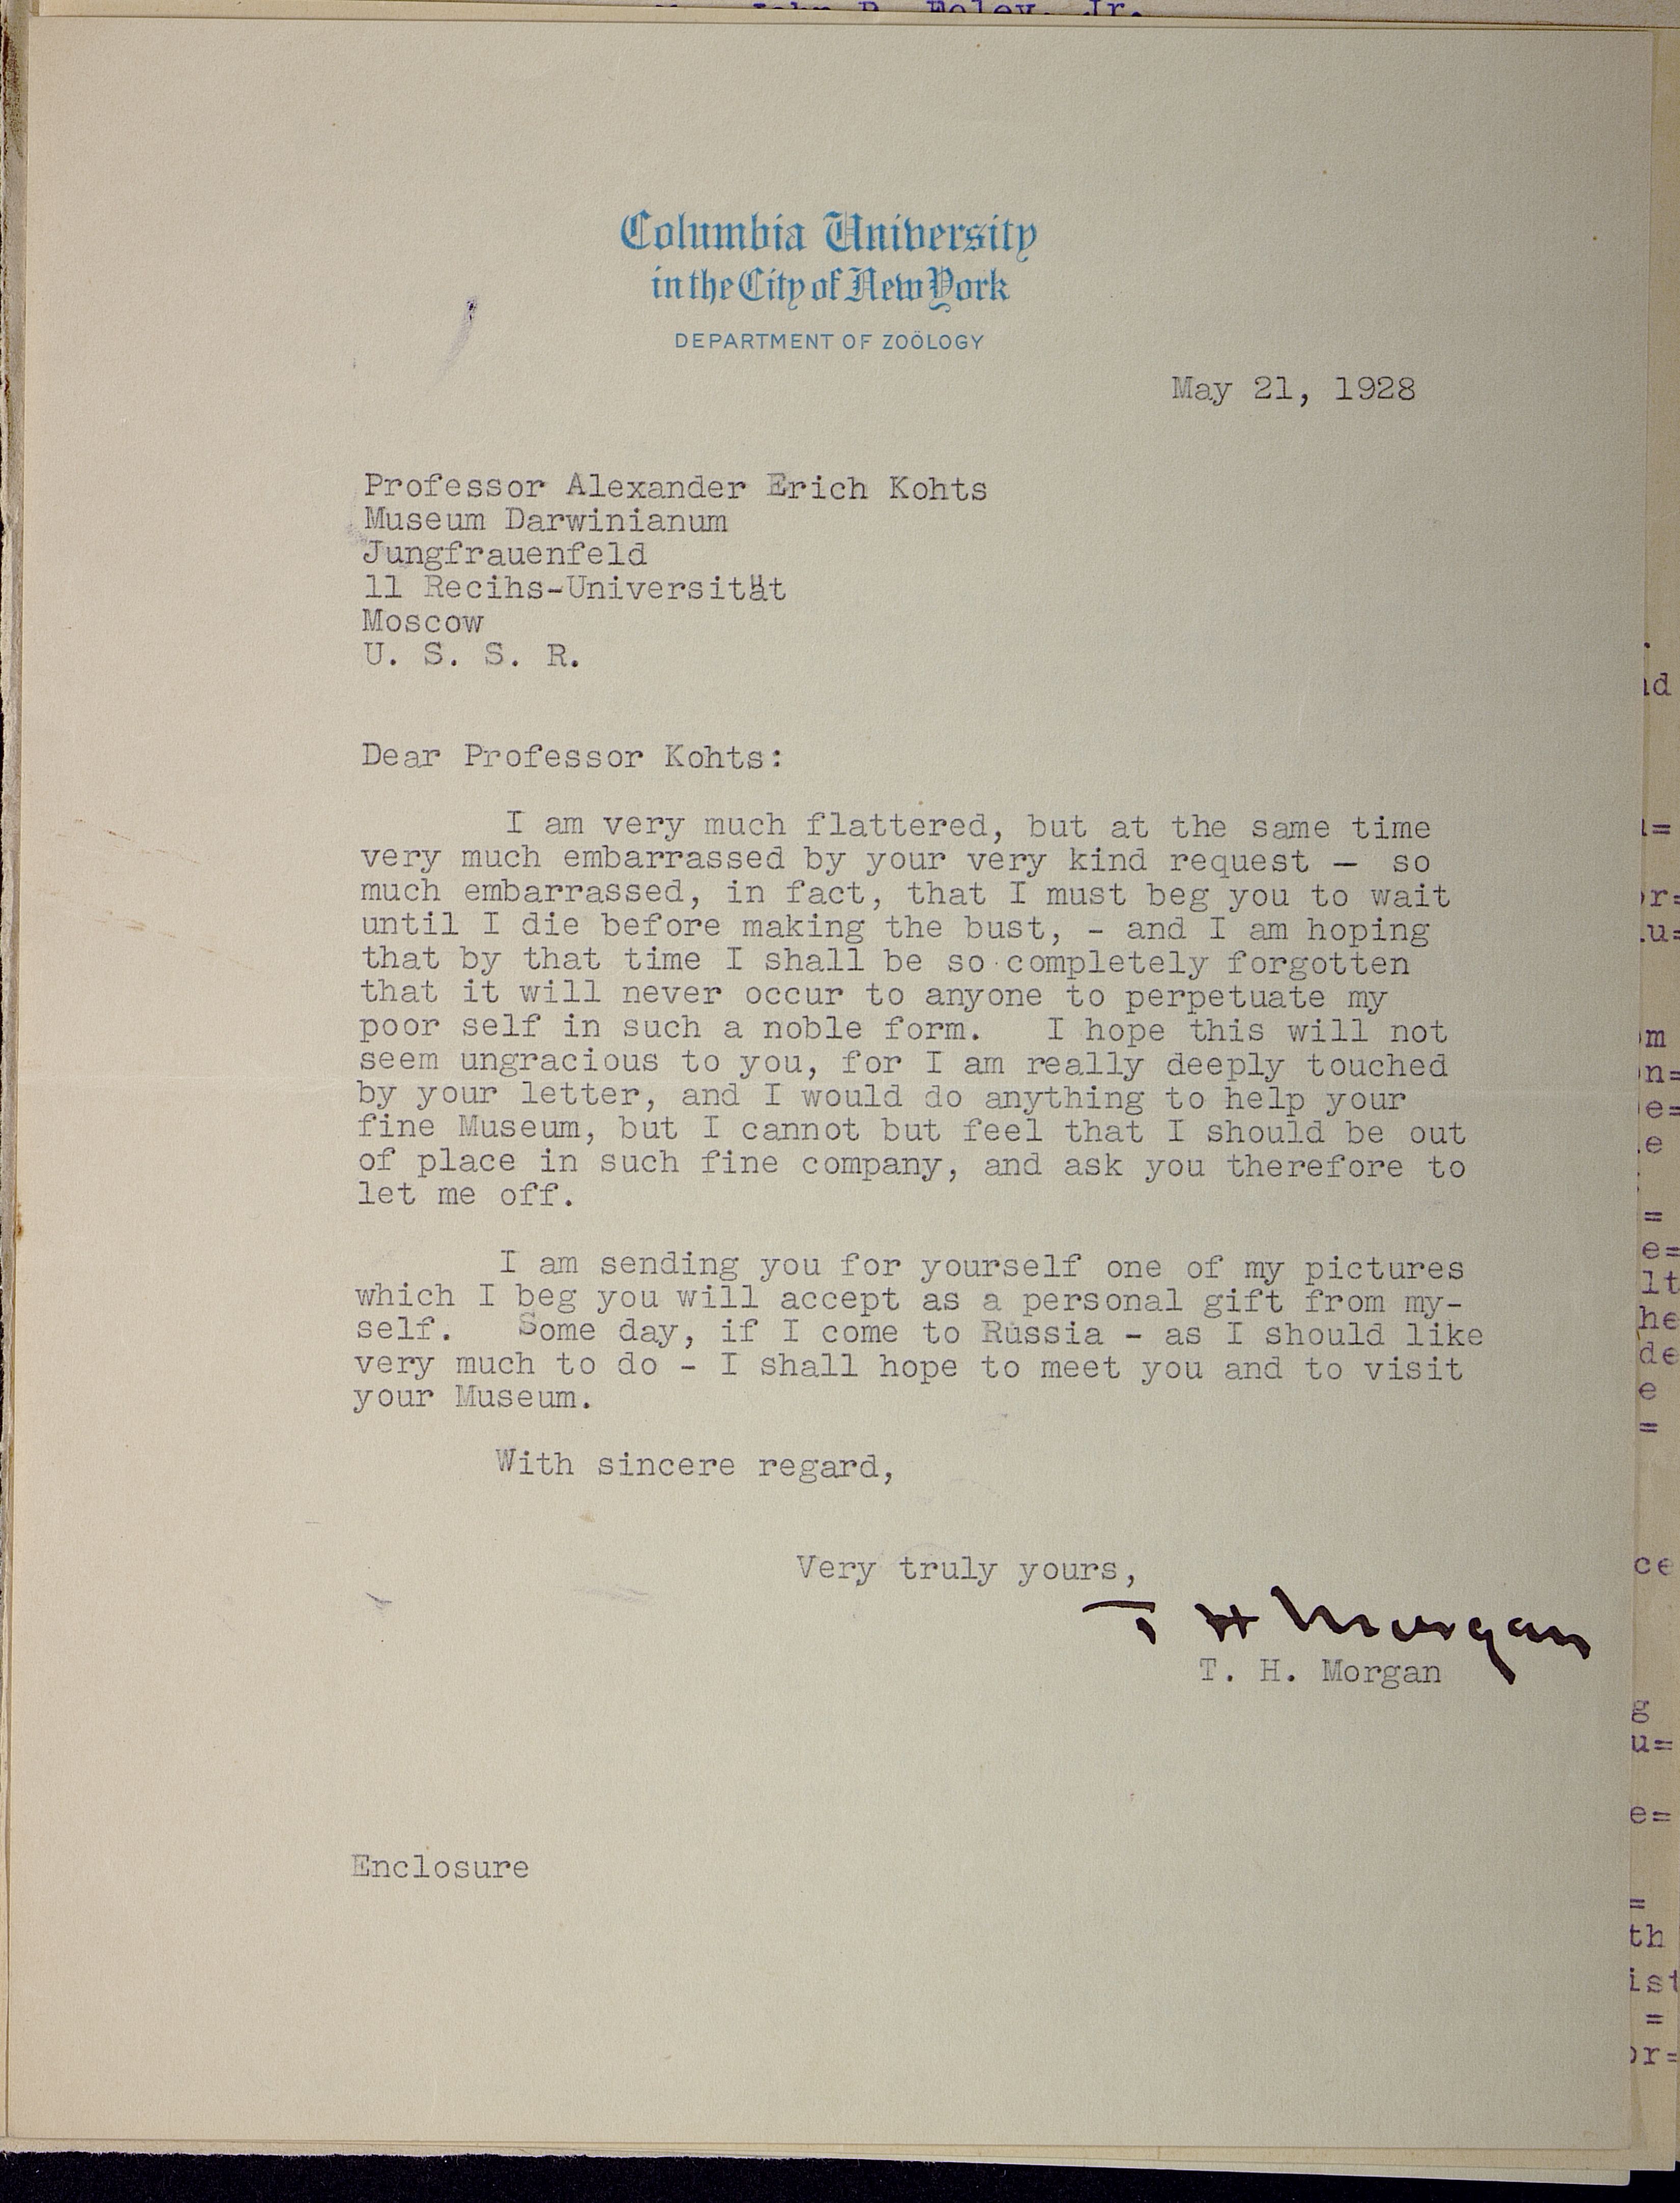 John P. Foley, Jr.
Columbia University
in the City of New York
DEPARTMENT OF ZOÖLOGY
May 21, 1928
Professor Alexander Erich Kohts
Museum Darwinianum
Jungfrauenfeld
11 Recihs-Universität
Moscow
U. S. S. R.
Dear Professor Kohts:
I am very much flattered, but at the same time
very much embarrassed by your very kind request — so
much embarrassed, in fact, that I must beg you to wait
until I die before making the bust, - and I am hoping
that by that time I shall be so completely forgotten
that it will never occur to anyone to perpetuate my
poor self in such a noble form. I hope this will not
seem ungracious to you, for I am really deeply touched
by your letter, and I would do anything to help your
fine Museum, but I cannot but feel that I should be out
of place in such fine company, and ask you therefore to
let me off.
I am sending you for yourself one of my pictures
which I beg you will accept as a personal gift from my-
self. Some day, if I come to Russia - as I should like
very much to do - I shall hope to meet you and to visit
your Museum.
With sincere regard,
Very truly yours,
T H Morgan
T. H. Morgan
Enclosure